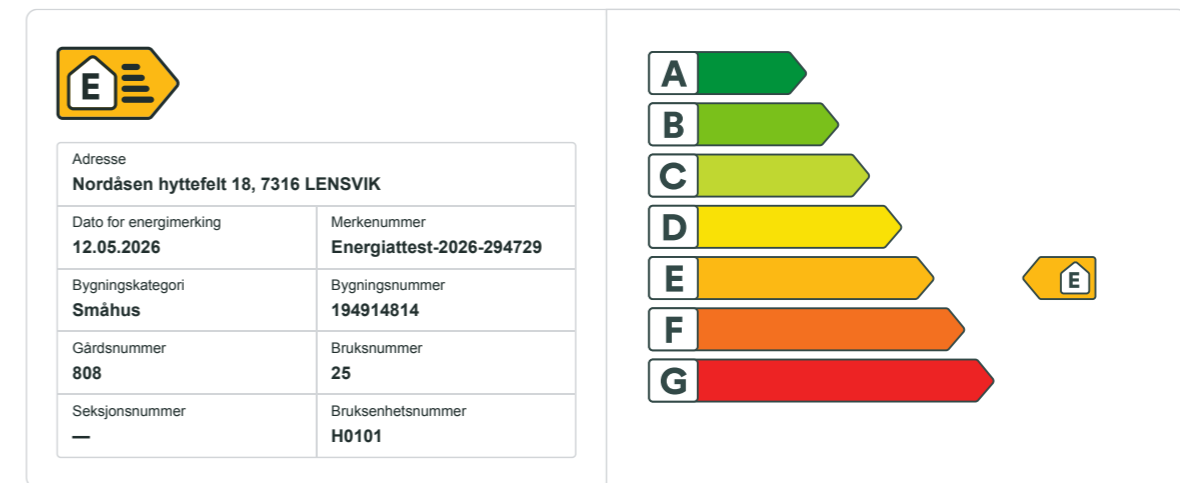 E
Adresse
Nordåsen hyttefelt 18, 7316 LENSVIK
Dato for energimerking
12.05.2026
Merkenummer
Energiattest-2026-294729
Bygningskategori
Småhus
Bygningsnummer
194914814
Gårdsnummer
808
Bruksnummer
25
Seksjonsnummer
—
Bruksenhetsnummer
H0101
A
B
C
D
E
E
F
G